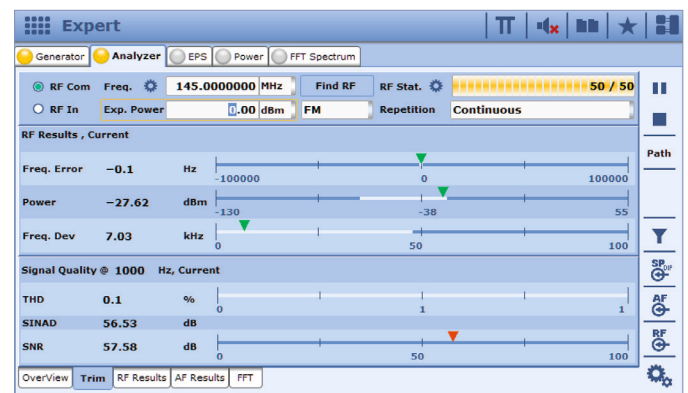 Expert
Generator Analyzer EPS Power FFT Spectrum
RF Com Freq. 145.0000000 MHz Find RF RF Stat. 50 / 50
RF In Exp. Power 0.00 dBm FM Repetition Continuous
RF Results , Current
Path
Freq. Error −0.1 Hz
-100000 0 100000
Power −27.62 dBm
-130 -38 55
Freq. Dev 7.03 kHz
0 50 100
Signal Quality @ 1000 Hz, Current
SP DIF
THD 0.1 %
0 1 1
AF
SINAD 56.53 dB
RF
SNR 57.58 dB
0 50 100
OverView Trim RF Results AF Results FFT